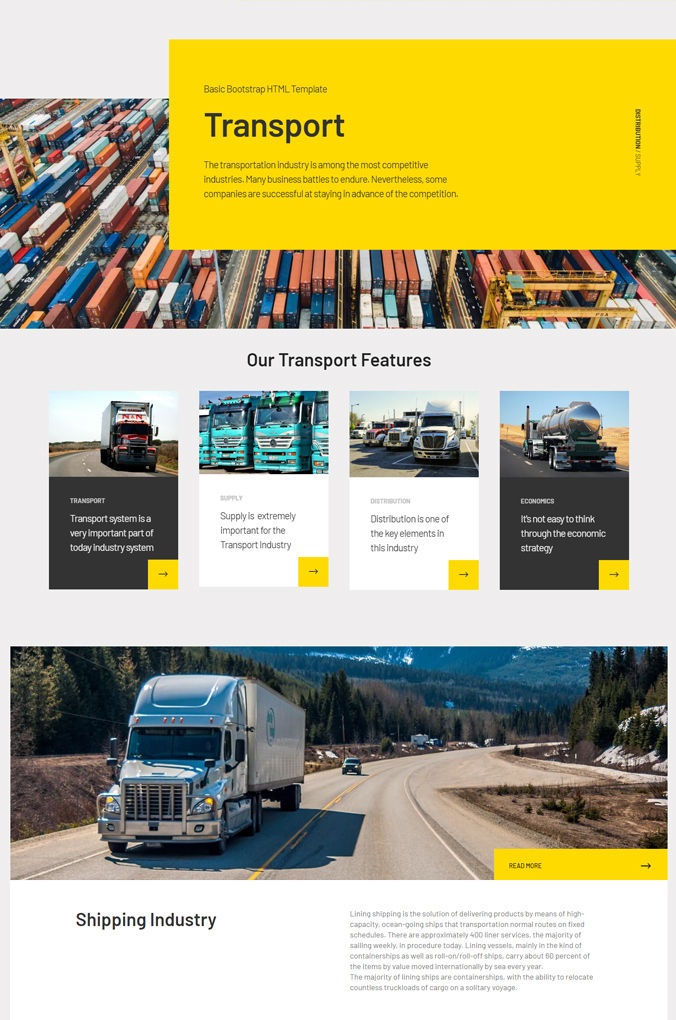 Basic Bootstrap HTML Template
Transport
The transportation industry is among the most competitive
industries. Many business battles to endure. Nevertheless, some
companies are successful at staying in advance of the competition.
DISTRIBUTION / SUPPLY
Our Transport Features
TRANSPORT
Transport system is a
very important part of
today industry system
SUPPLY
Supply is extremely
important for the
Transport Industry
DISTRIBUTION
Distribution is one of
the key elements in
this industry
ECONOMICS
It's not easy to think
through the economic
strategy
READ MORE
Shipping Industry
Lining shipping is the solution of delivering products by means of high-
capacity, ocean-going ships that transportation normal routes on fixed
schedules. There are approximately 400 liner services, the majority of
sailing weekly, in procedure today. Lining vessels, mainly in the kind of
containerships as well as roll-on/roll-off ships, carry about 60 percent of
the items by value moved internationally by sea every year.
The majority of lining ships are containerships, with the ability to relocate
countless truckloads of cargo on a solitary voyage.